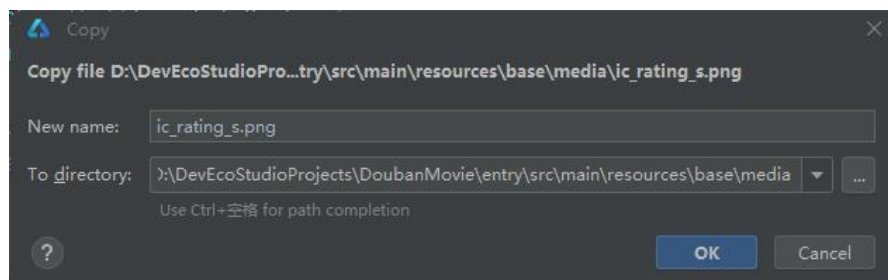 Copy
Copy file D:\DevEcoStudioPro...try\src\main\resources\base\media\ic_rating_s.png
New name: ic_rating_s.png
To directory: ):\DevEcoStudioProjects\DoubanMovie\entry\src\main\resources\base\media ...
Use Ctrl+空格 for path completion
? OK Cancel